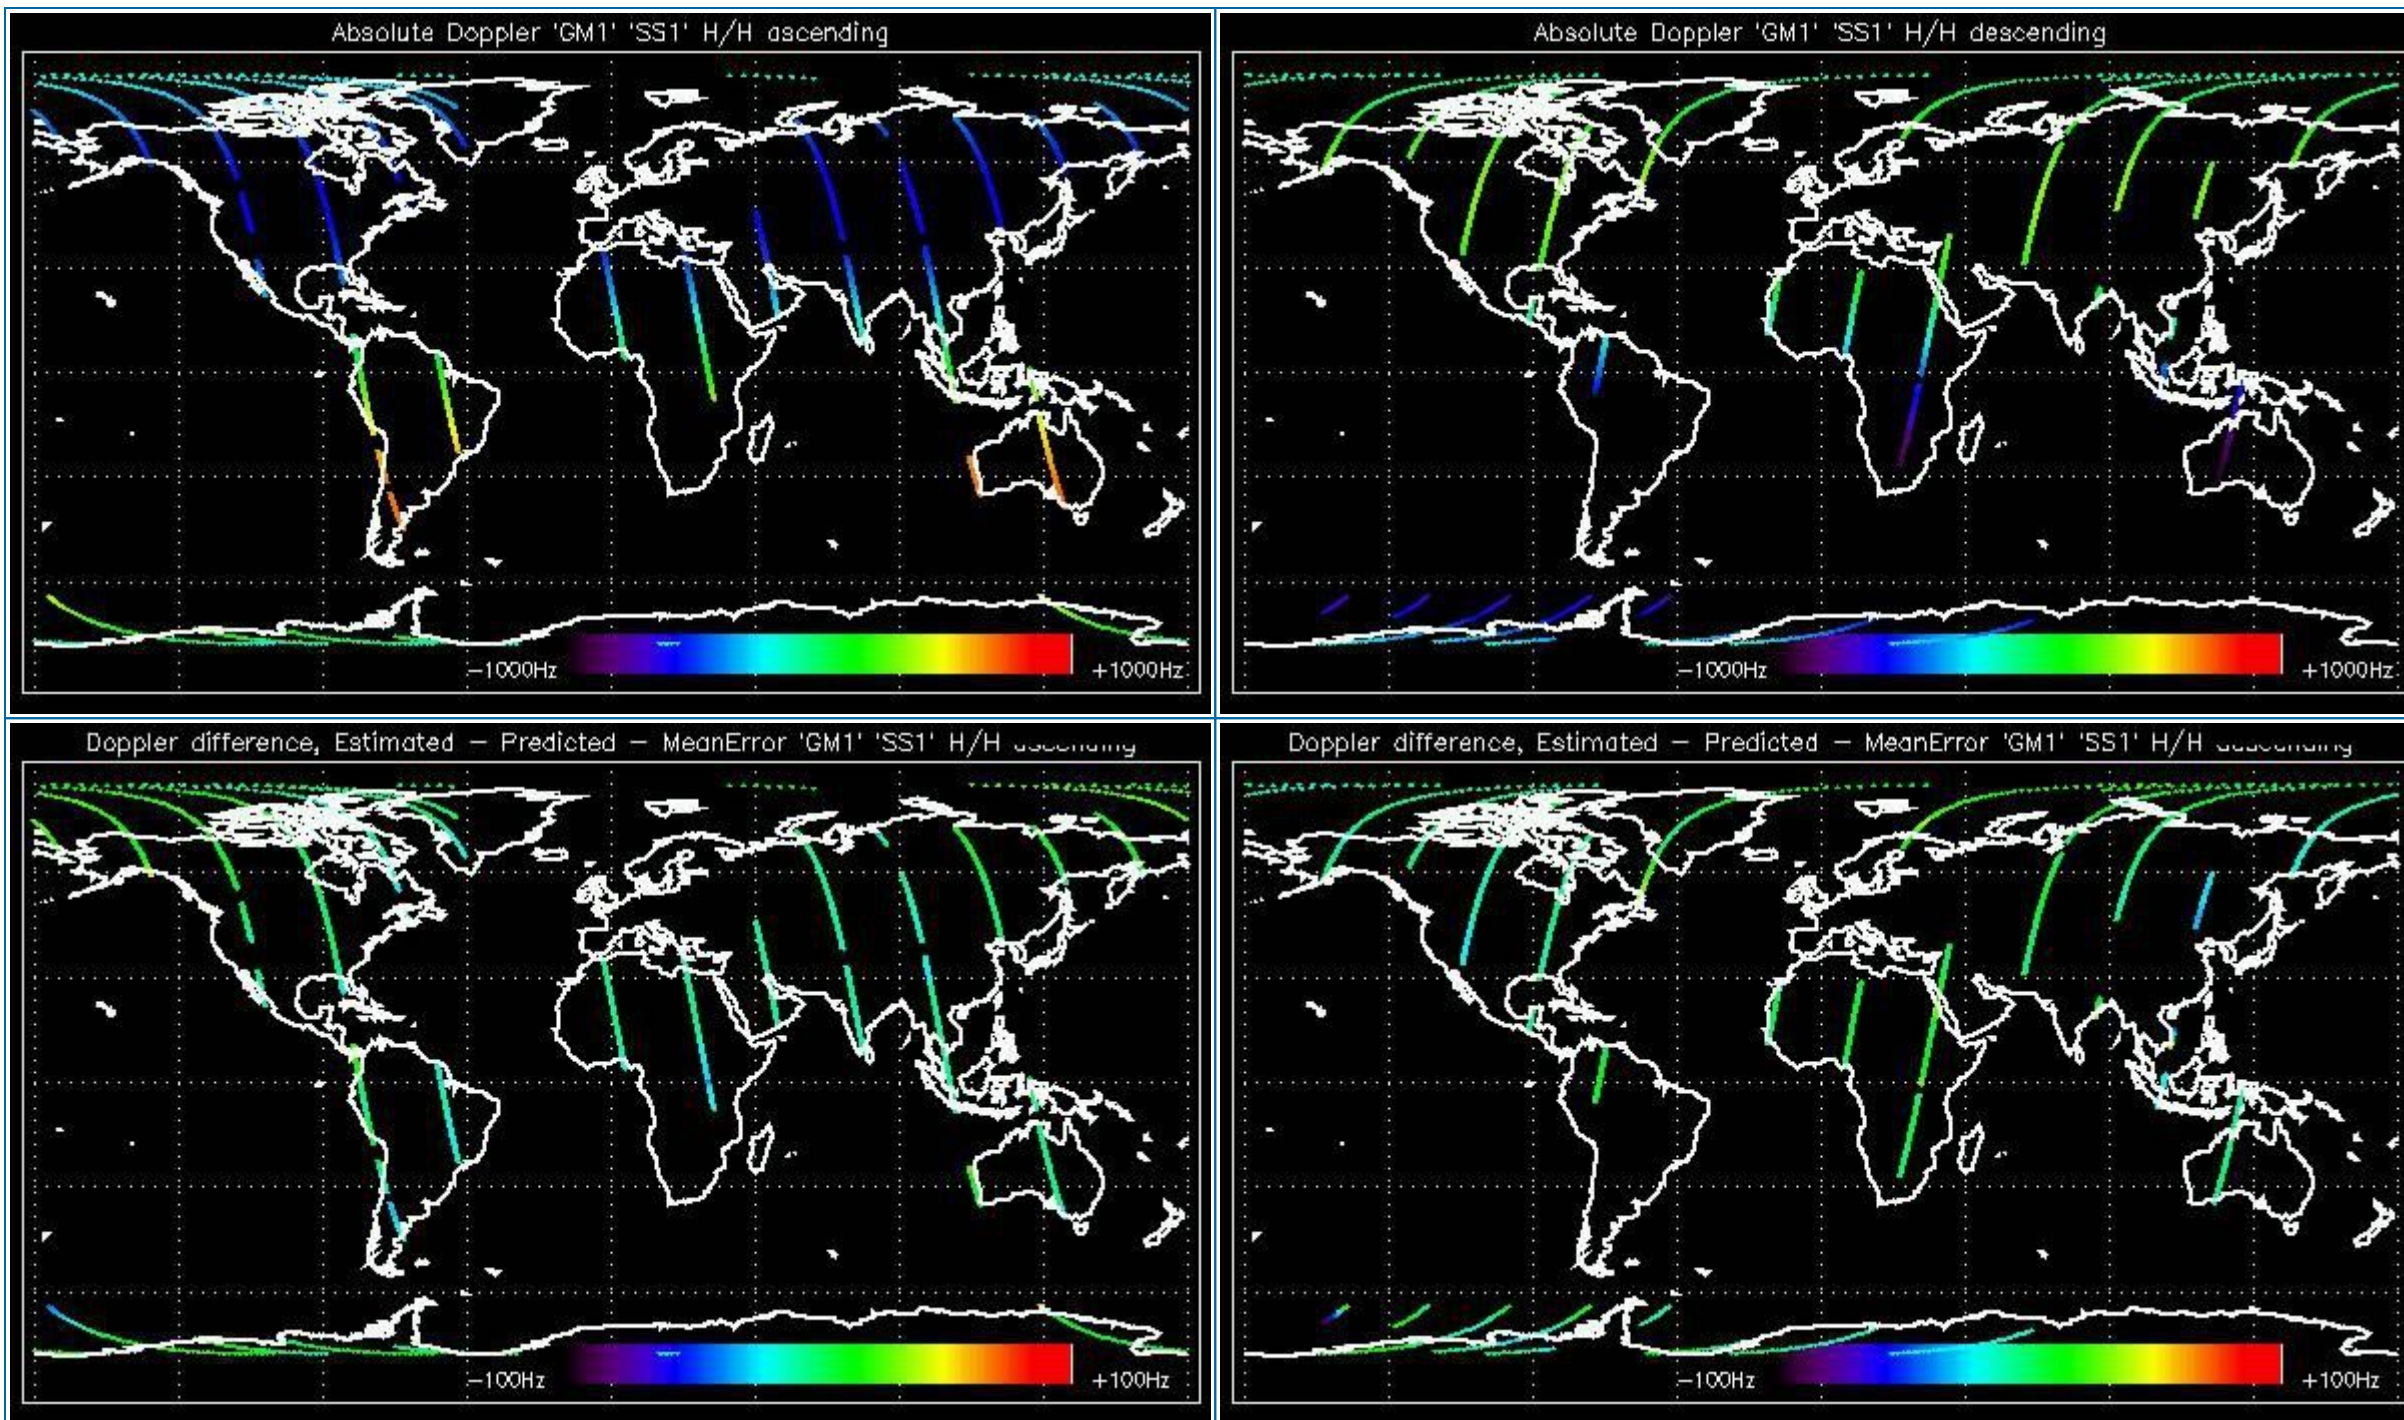 Absolute Doppler 'GM1' 'SS1' H/H ascending
−1000Hz
+1000Hz
Absolute Doppler 'GM1' 'SS1' H/H descending
−1000Hz
+1000Hz
Doppler difference, Estimated − Predicted − MeanError 'GM1' 'SS1' H/H
−100Hz
+100Hz
Doppler difference, Estimated − Predicted − MeanError 'GM1' 'SS1' H/H
−100Hz
+100Hz